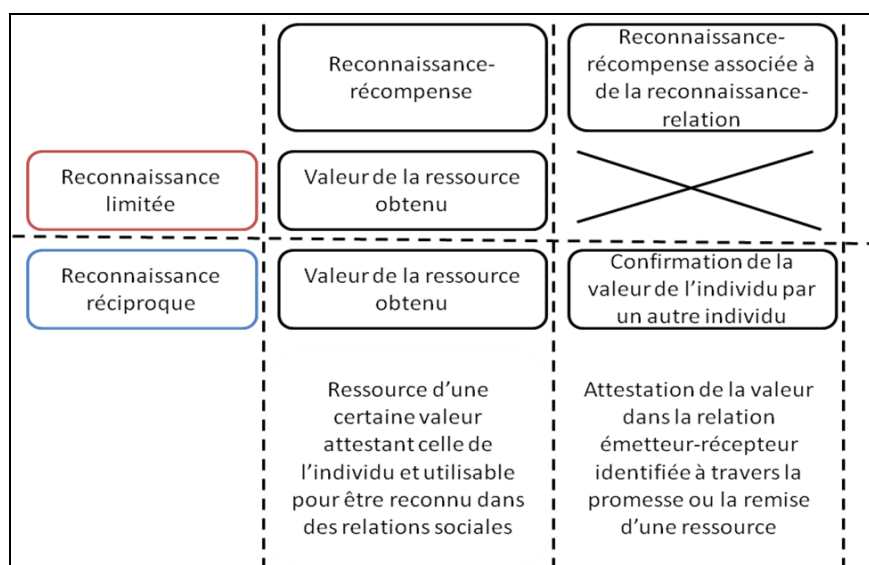 Reconnaissance-
récompense
Reconnaissance-
récompense associée à
de la reconnaissance-
relation
Reconnaissance
limitée
Valeur de la ressource
obtenu
Reconnaissance
réciproque
Valeur de la ressource
obtenu
Confirmation de la
valeur de l'individu par
un autre individu
Ressource d'une
certaine valeur
attestant celle de
l'individu et utilisable
pour être reconnu dans
des relations sociales
Attestation de la valeur
dans la relation
émetteur-récepteur
identifiée à travers la
promesse ou la remise
d'une ressource